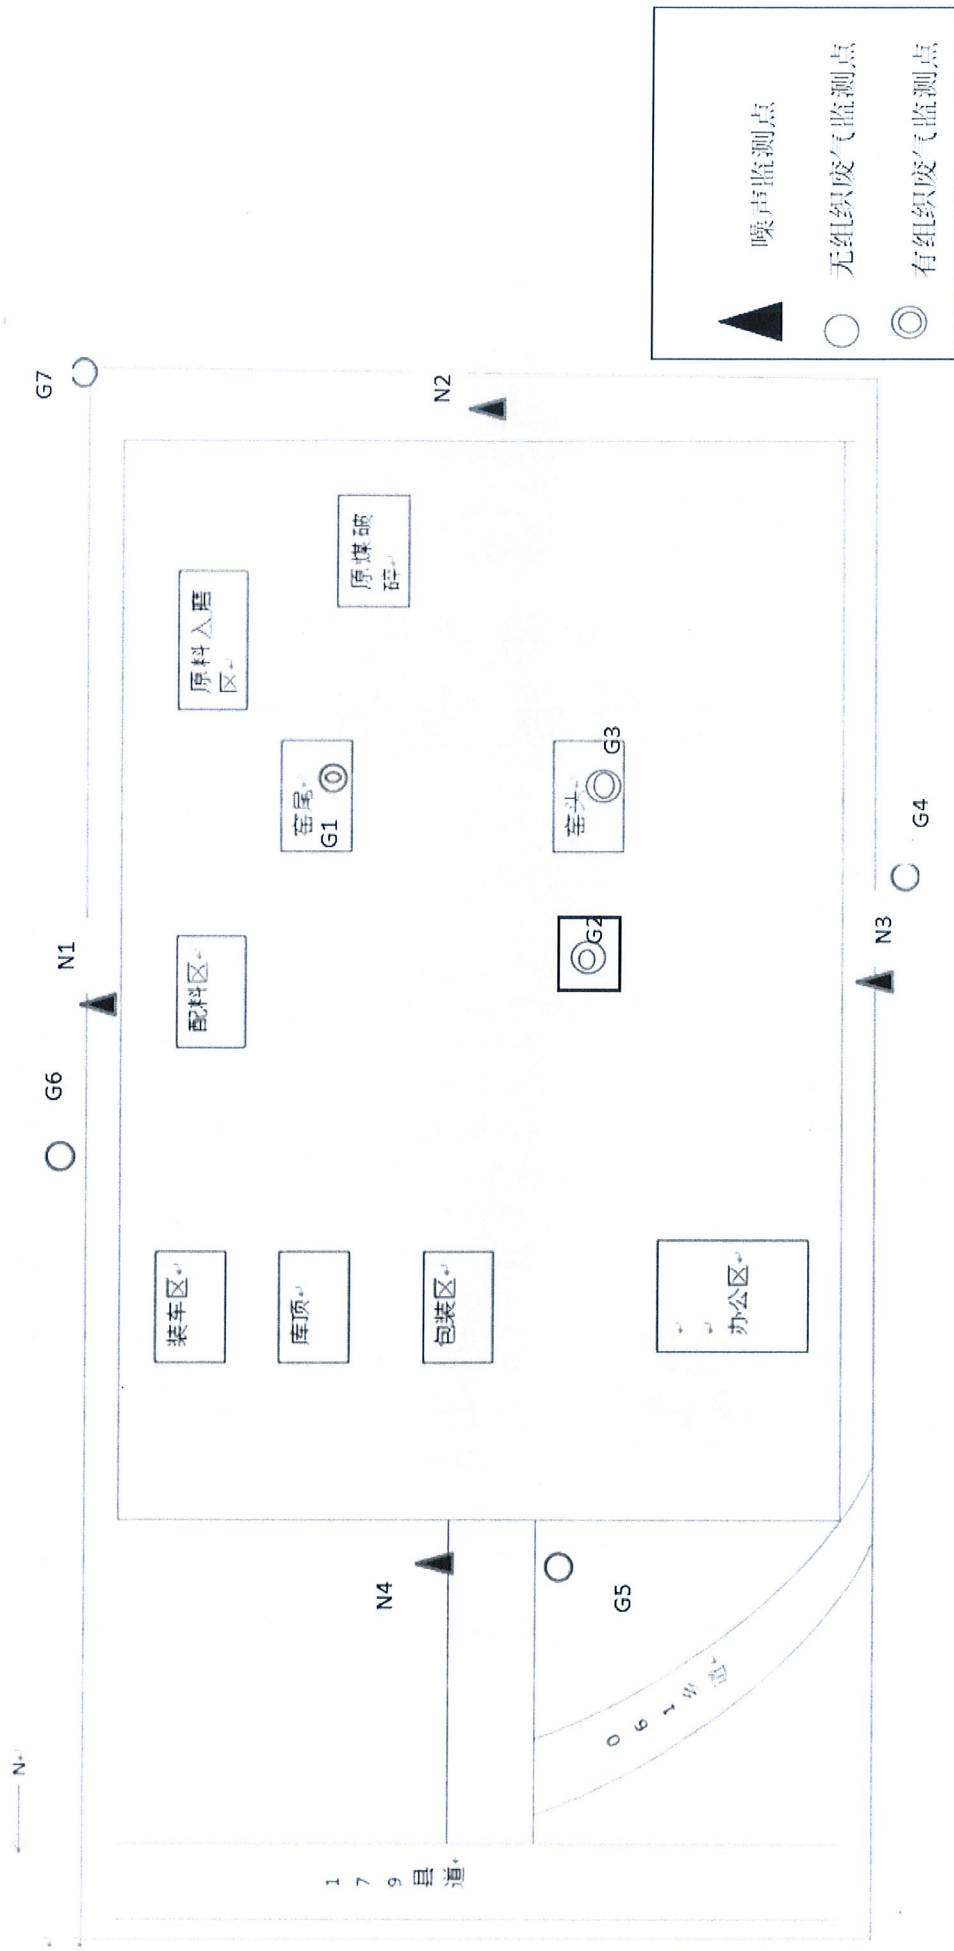 N
G7
G6
N1
装车区
配料区
原料入磨
区
库顶
窑尾
G1
原煤破
碎
1
7
9
县
道
N4
N2
包装区
窑头
G2
G3
G5
0
6
1
道
办公区
噪声监测点
无组织废气监测点
有组织废气监测点
N3
G4